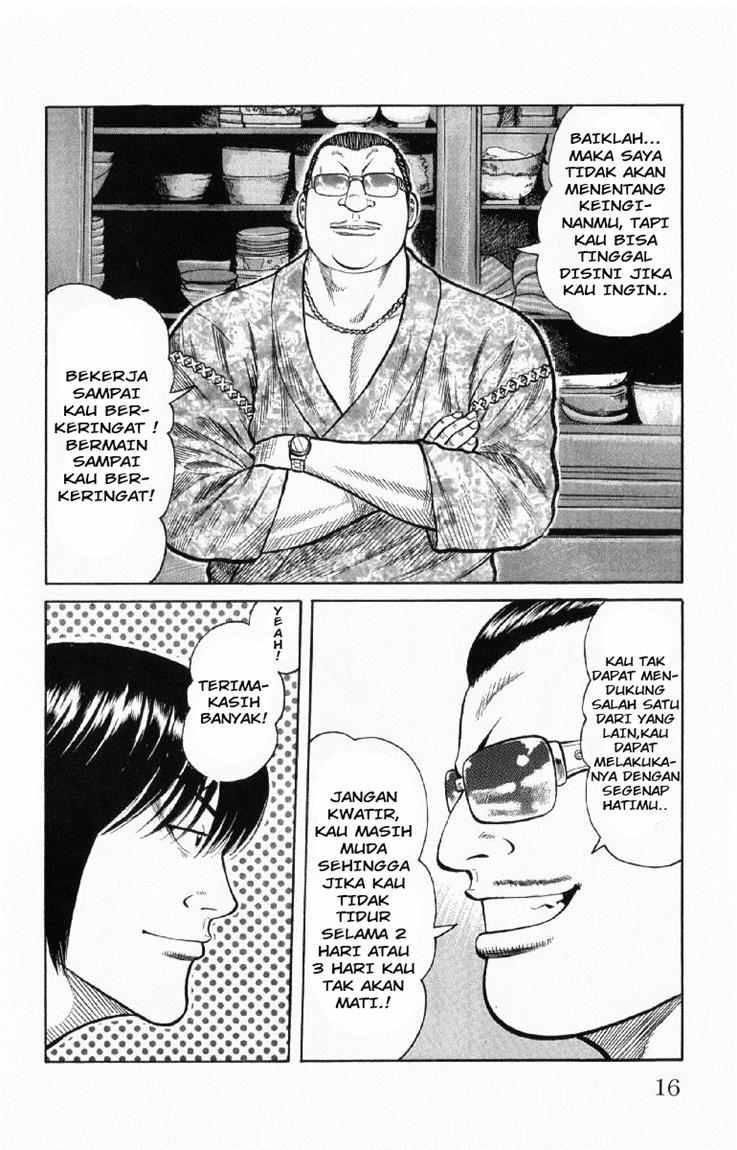 BAIKLAH...
MAKA SAYA
TIDAK AKAN
MENENTANG
KEINGI-
NANMU, TAPI
KAU BISA
TINGGAL
DISINI JIKA
KAU INGIN..
BEKERJA
SAMPAI
KAU BER-
KERINGAT !
BERMAIN
SAMPAI
KAU BER-
KERINGAT!
KAU TAK
DAPAT MEN-
DUKUNG
SALAH SATU
DARI YANG
LAIN,KAU
DAPAT
MELAKUKA-
NYA DENGAN
SEGENAP
HATIMU..
JANGAN
KWATIR,
KAU MASIH
MUDA
SEHINGGA
JIKA KAU
TIDAK
TIDUR
SELAMA 2
HARI ATAU
3 HARI KAU
TAK AKAN
MATI.!
YEAH!
TERIMA-
KASIH
BANYAK!
16